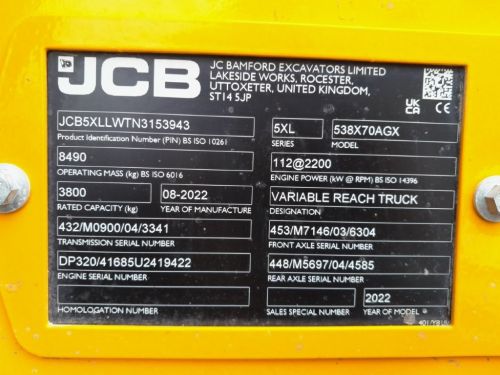 JCB
JC BAMFORD EXCAVATORS LIMITED
LAKESIDE WORKS, ROCESTER,
UTTOXETER, UNITED KINGDOM,
ST14 5JP
UK
CA
CE
JCB5XLLWTN3153943
Product Identification Number (PIN) BS ISO 10261
5XL
SERIES
538X70AGX
MODEL
8490
OPERATING MASS (kg) BS ISO 6016
112@2200
ENGINE POWER (kW @ RPM) BS ISO 14396
3800
RATED CAPACITY (kg)
08-2022
YEAR OF MANUFACTURE
VARIABLE REACH TRUCK
DESIGNATION
432/M0900/04/3341
TRANSMISSION SERIAL NUMBER
453/M7146/03/6304
FRONT AXLE SERIAL NUMBER
DP320/41685U2419422
ENGINE SERIAL NUMBER
448/M5697/04/4585
REAR AXLE SERIAL NUMBER
HOMOLOGATION NUMBER
SALES SPECIAL NUMBER
2022
YEAR OF MODEL